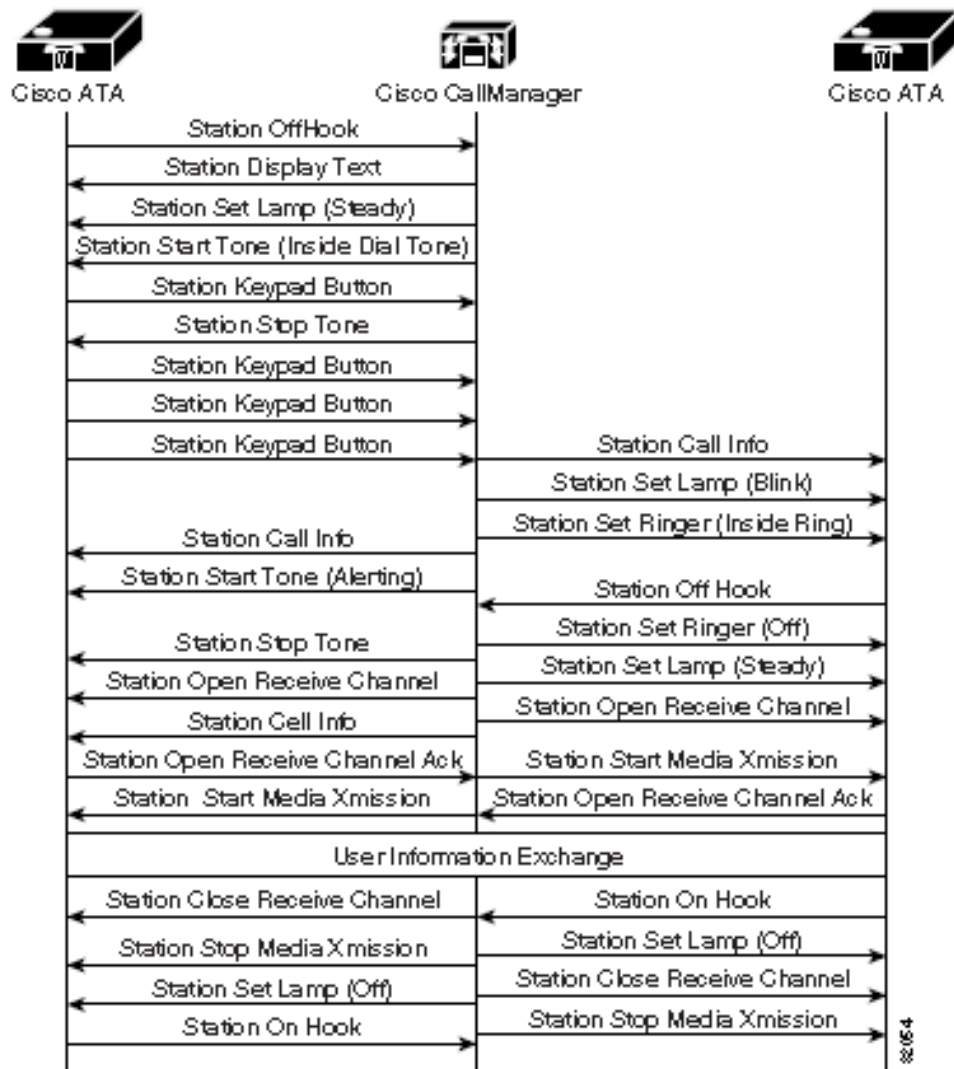 Cisco ATA
Cisco CallManager
Cisco ATA
Station OffHook
Station Display Text
Station Set Lamp (Steady)
Station Start Tone (Inside Dial Tone)
Station Keypad Button
Station Stop Tone
Station Keypad Button
Station Keypad Button
Station Keypad Button
Station Call Info
Station Set Lamp (Blink)
Station Set Ringer (Inside Ring)
Station Call Info
Station Start Tone (Alerting)
Station Off Hook
Station Set Ringer (Off)
Station Stop Tone
Station Set Lamp (Steady)
Station Open Receive Channel
Station Open Receive Channel
Station Cell Info
Station Open Receive Channel Ack
Station Start Media Xmission
Station Start Media Xmission
Station Open Receive Channel Ack
User Information Exchange
Station Close Receive Channel
Station On Hook
Station Stop Media Xmission
Station Set Lamp (Off)
Station Set Lamp (Off)
Station Close Receive Channel
Station On Hook
Station Stop Media Xmission
82054